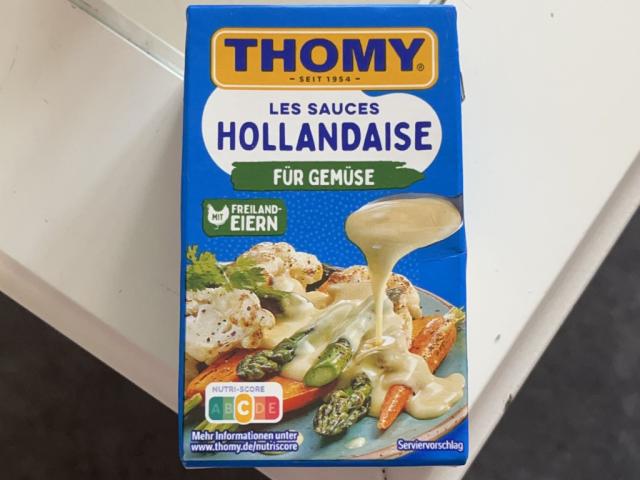 THOMY®
- SEIT 1954 -
LES SAUCES
HOLLANDAISE
FÜR GEMÜSE
MIT FREILAND-
EIERN
NUTRI-SCORE
A B C D E
Mehr Informationen unter
www.thomy.de/nutriscore
Serviervorschlag